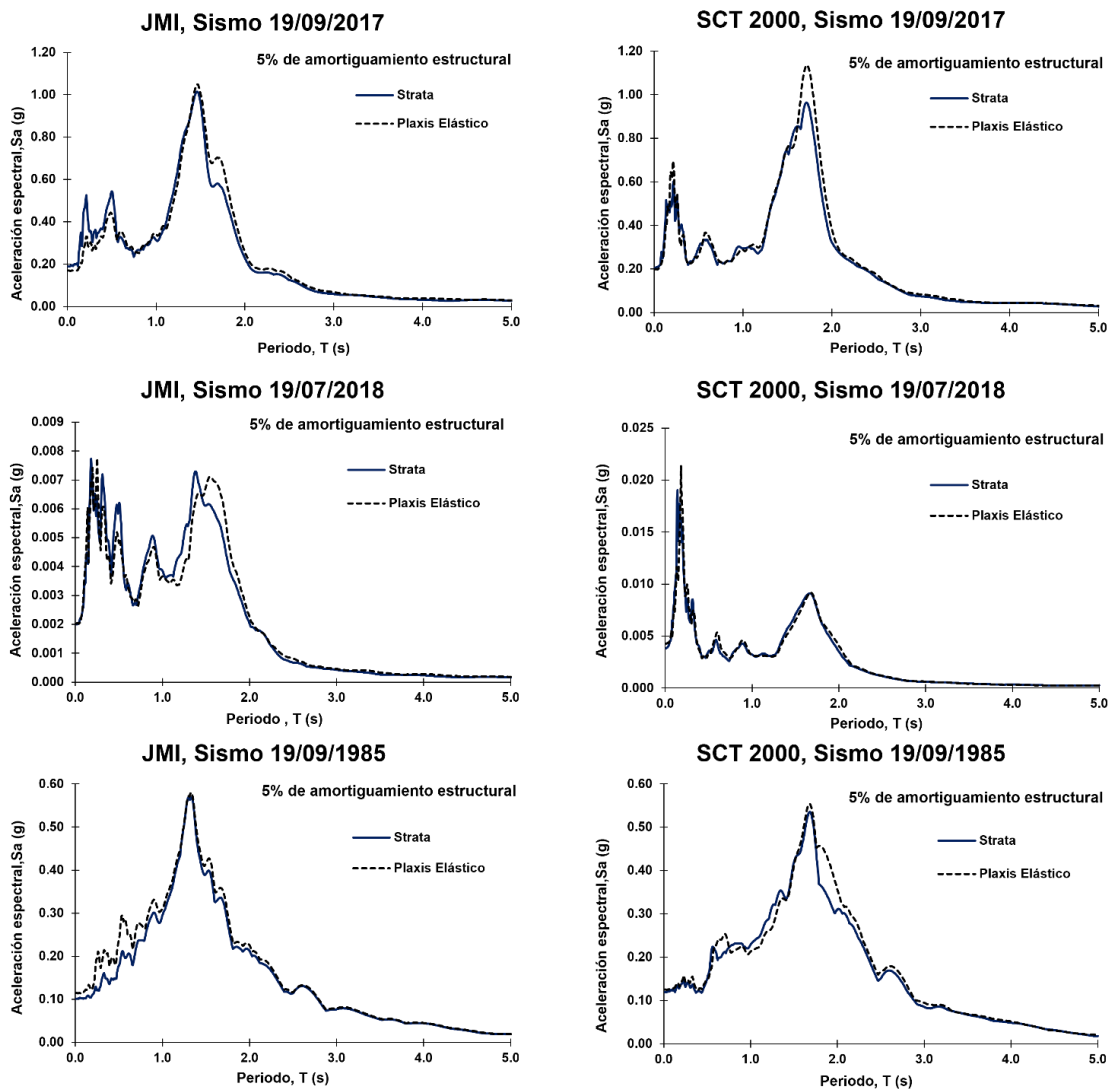 JMI, Sismo 19/09/2017
5% de amortiguamiento estructural
Strata
Plaxis Elástico
Aceleración espectral,Sa (g)
1.20
1.00
0.80
0.60
0.40
0.20
0.00
0.0 1.0 2.0 3.0 4.0 5.0
Periodo, T (s)
SCT 2000, Sismo 19/09/2017
5% de amortiguamiento estructural
Strata
Plaxis Elástico
Aceleración espectral,Sa (g)
1.20
1.00
0.80
0.60
0.40
0.20
0.00
0.0 1.0 2.0 3.0 4.0 5.0
Periodo, T (s)
JMI, Sismo 19/07/2018
5% de amortiguamiento estructural
Strata
Plaxis Elástico
Aceleración espectral,Sa (g)
0.009
0.008
0.007
0.006
0.005
0.004
0.003
0.002
0.001
0.000
0.0 1.0 2.0 3.0 4.0 5.0
Periodo , T (s)
SCT 2000, Sismo 19/07/2018
5% de amortiguamiento estructural
Strata
Plaxis Elástico
Aceleración espectral,Sa (g)
0.025
0.020
0.015
0.010
0.005
0.000
0.0 1.0 2.0 3.0 4.0 5.0
Periodo, T (s)
JMI, Sismo 19/09/1985
5% de amortiguamiento estructural
Strata
Plaxis Elástico
Aceleración espectral,Sa (g)
0.60
0.50
0.40
0.30
0.20
0.10
0.00
0.0 1.0 2.0 3.0 4.0 5.0
Periodo, T (s)
SCT 2000, Sismo 19/09/1985
5% de amortiguamiento estructural
Strata
Plaxis Elástico
Aceleración espectral,Sa (g)
0.60
0.50
0.40
0.30
0.20
0.10
0.00
0.0 1.0 2.0 3.0 4.0 5.0
Periodo, T (s)